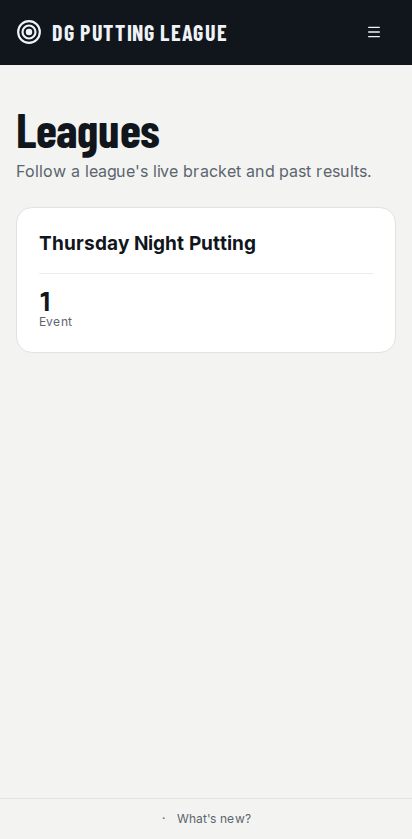 DG PUTTING LEAGUE
Leagues
Follow a league's live bracket and past results.
Thursday Night Putting
1
Event
· What's new?